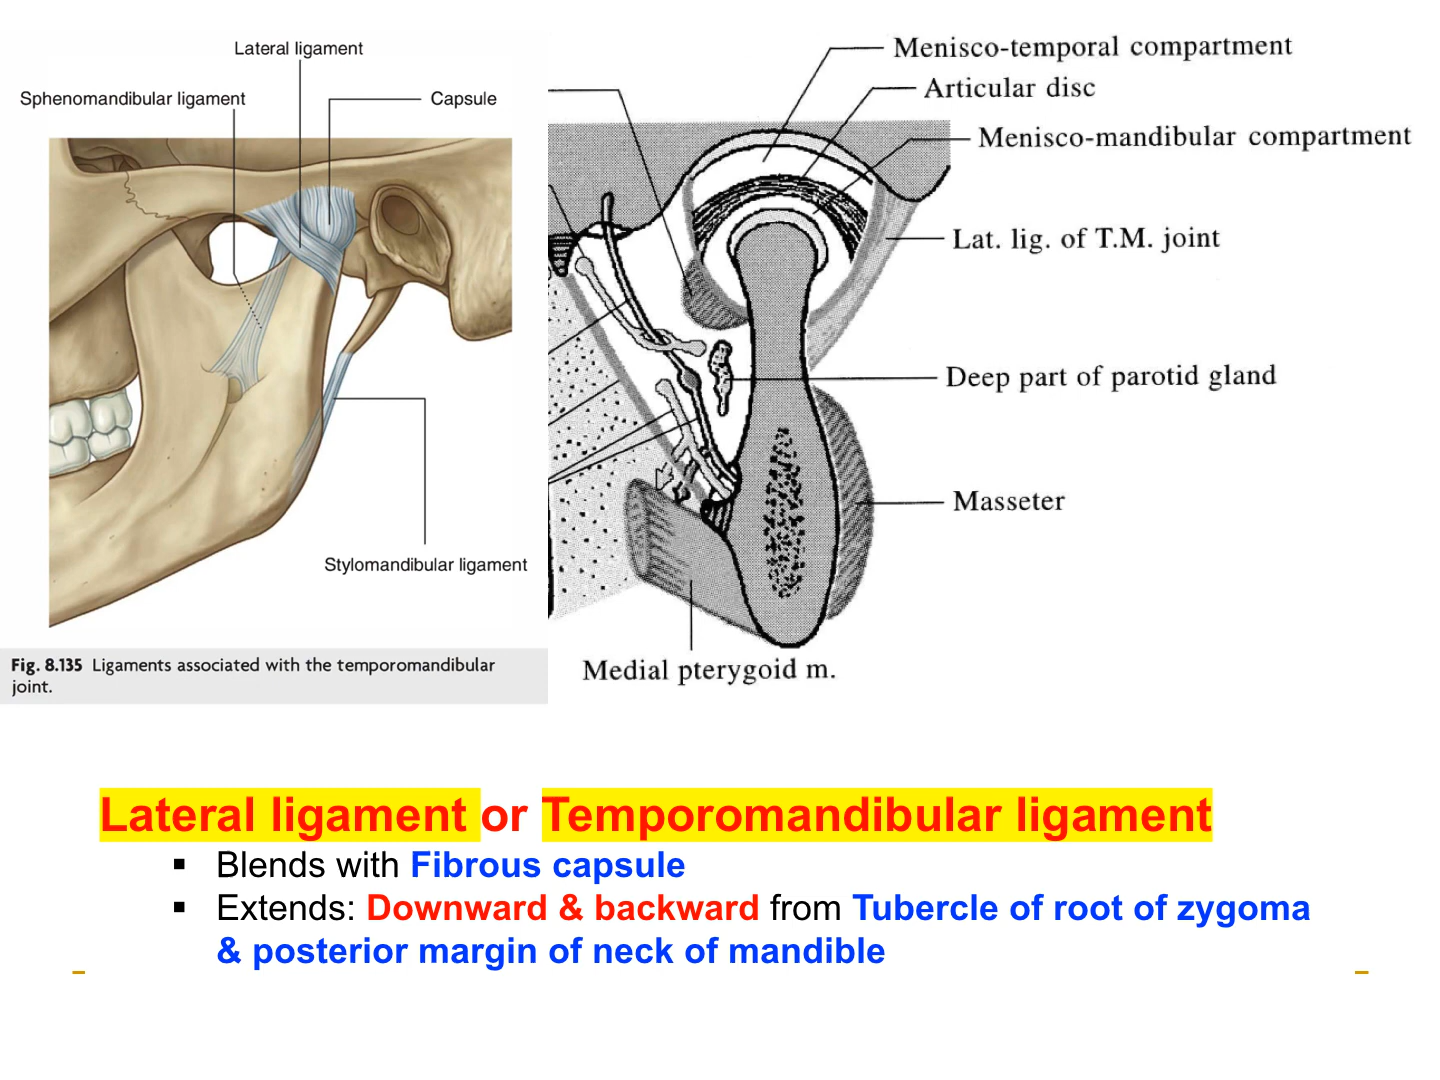 Lateral ligament
Sphenomandibular ligament
Capsule
Stylomandibular ligament
Fig. 8.135 Ligaments associated with the temporomandibular
joint.
Menisco-temporal compartment
Articular disc
Menisco-mandibular compartment
Lat. lig. of T.M. joint
Deep part of parotid gland
Masseter
Medial pterygoid m.
Lateral ligament or Temporomandibular ligament
▪ Blends with Fibrous capsule
▪ Extends: Downward & backward from Tubercle of root of zygoma
& posterior margin of neck of mandible